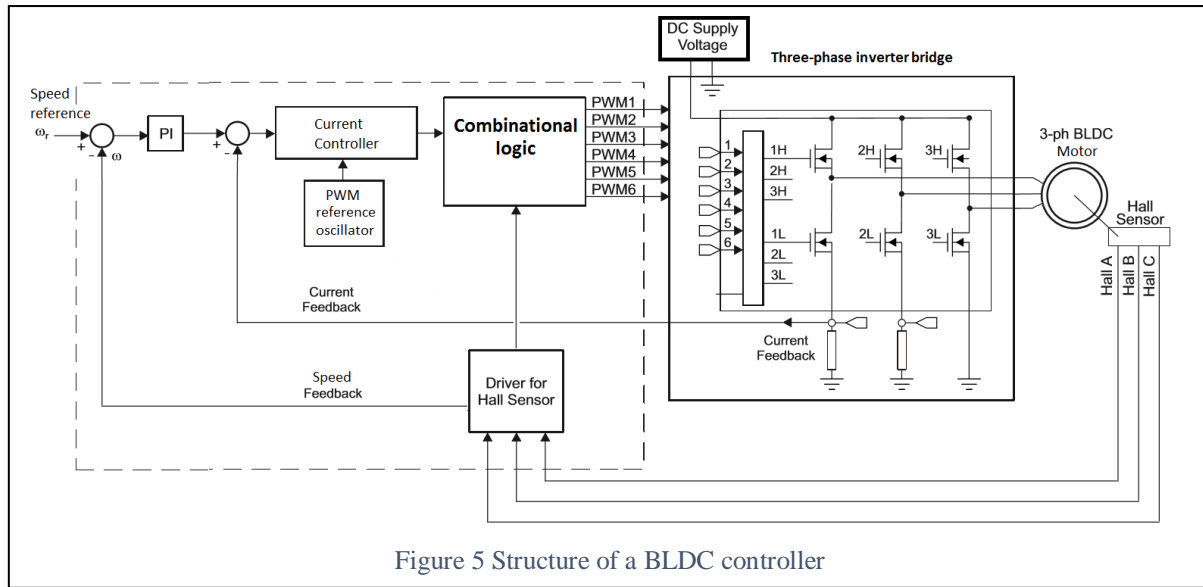 DC Supply
Voltage
Three-phase inverter bridge
Speed
reference
ωr
+
-
ω
PI
+
-
Current
Controller
PWM
reference
oscillator
Combinational
logic
PWM1
PWM2
PWM3
PWM4
PWM5
PWM6
1
2
3
4
5
6
1H
2H
3H
1L
2L
3L
2H
3H
2L
3L
3-ph BLDC
Motor
Hall
Sensor
Hall A
Hall B
Hall C
Current
Feedback
Current
Feedback
Speed
Feedback
Driver for
Hall Sensor
Figure 5 Structure of a BLDC controller